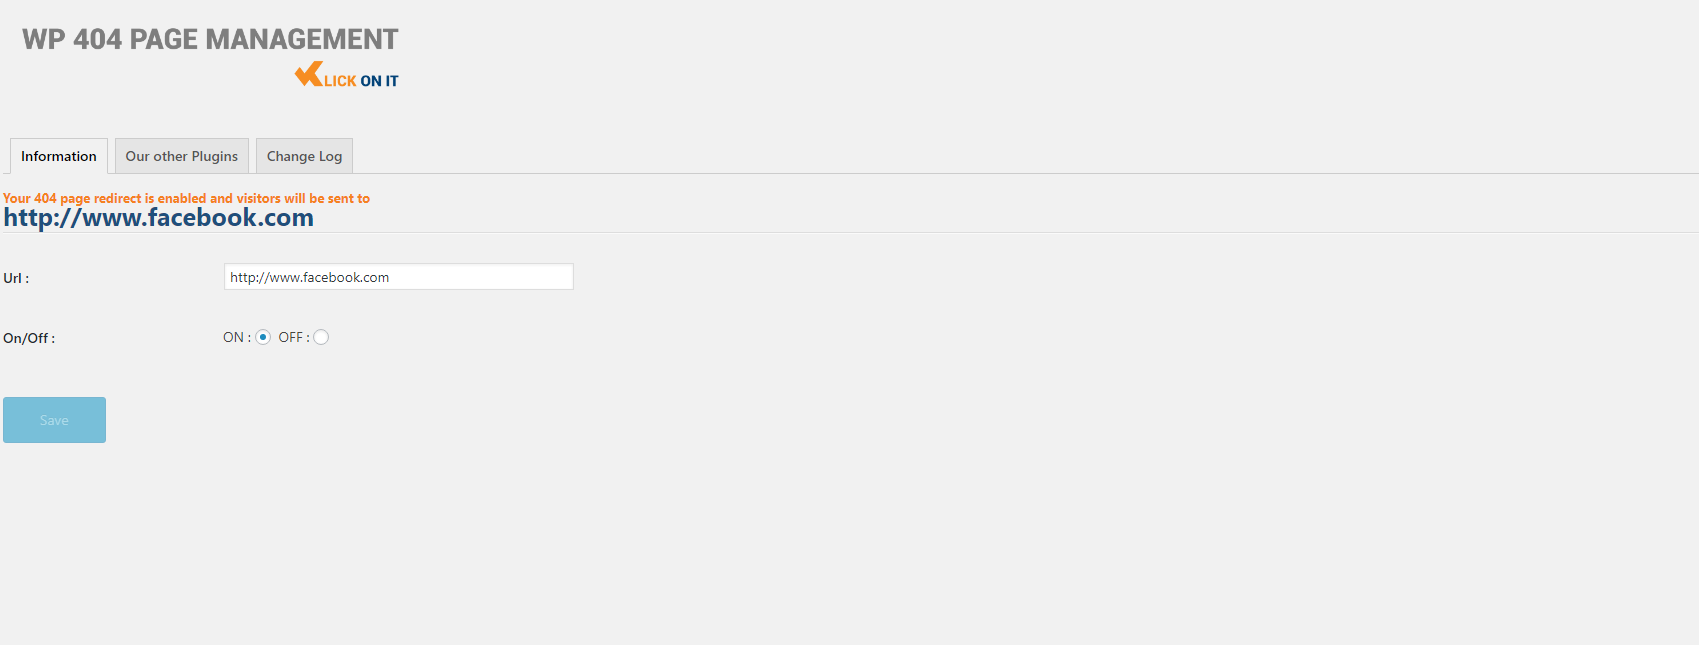 WP 404 PAGE MANAGEMENT
KLICK ON IT
Information Our other Plugins Change Log
Your 404 page redirect is enabled and visitors will be sent to
http://www.facebook.com
Url : http://www.facebook.com
On/Off : ON : OFF :
Save